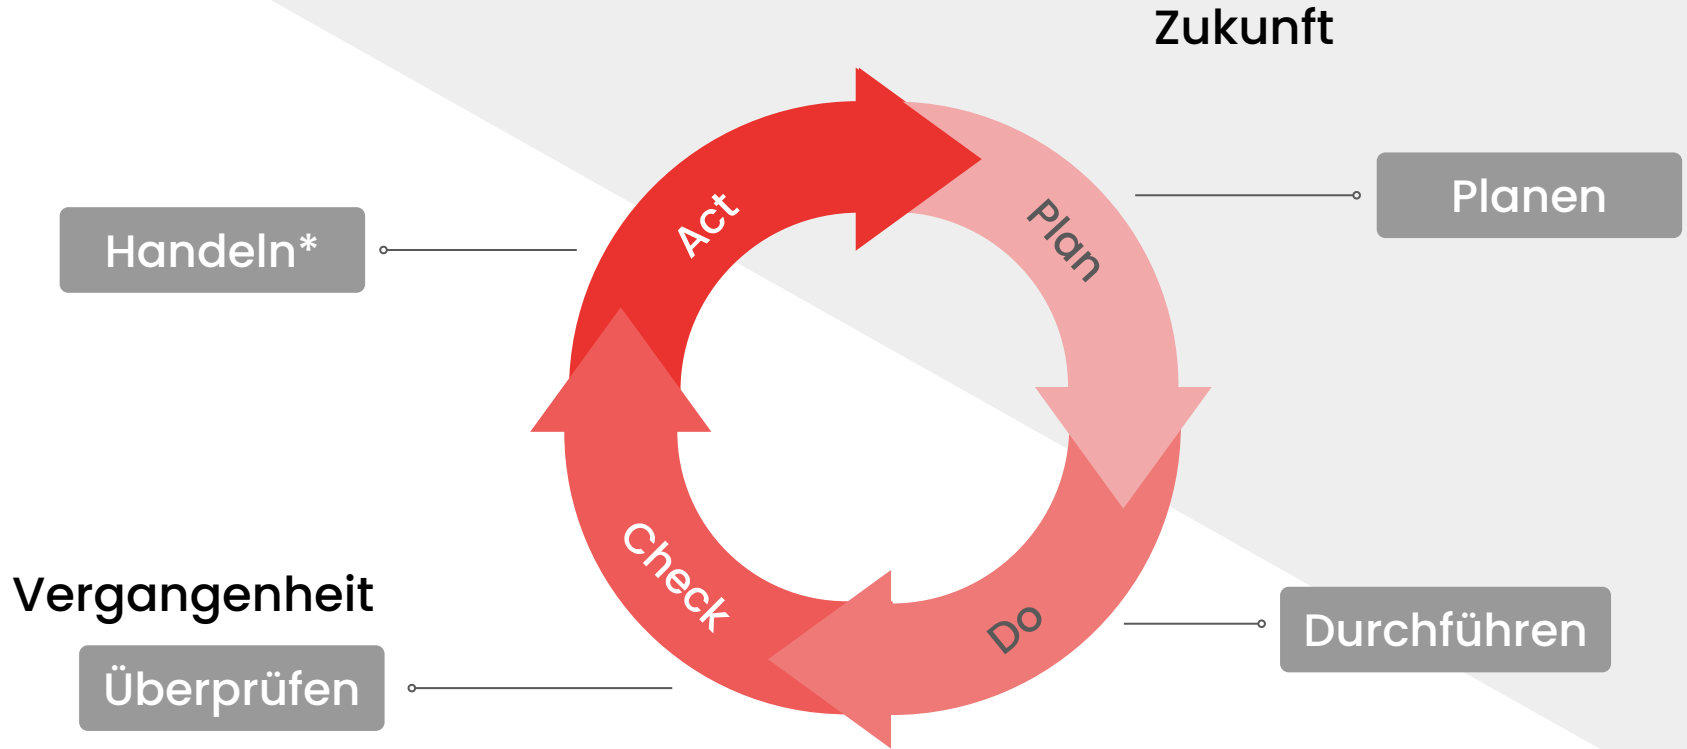 Zukunft
Act
Plan
Planen
Handeln*
Check
Do
Vergangenheit
Durchführen
Überprüfen